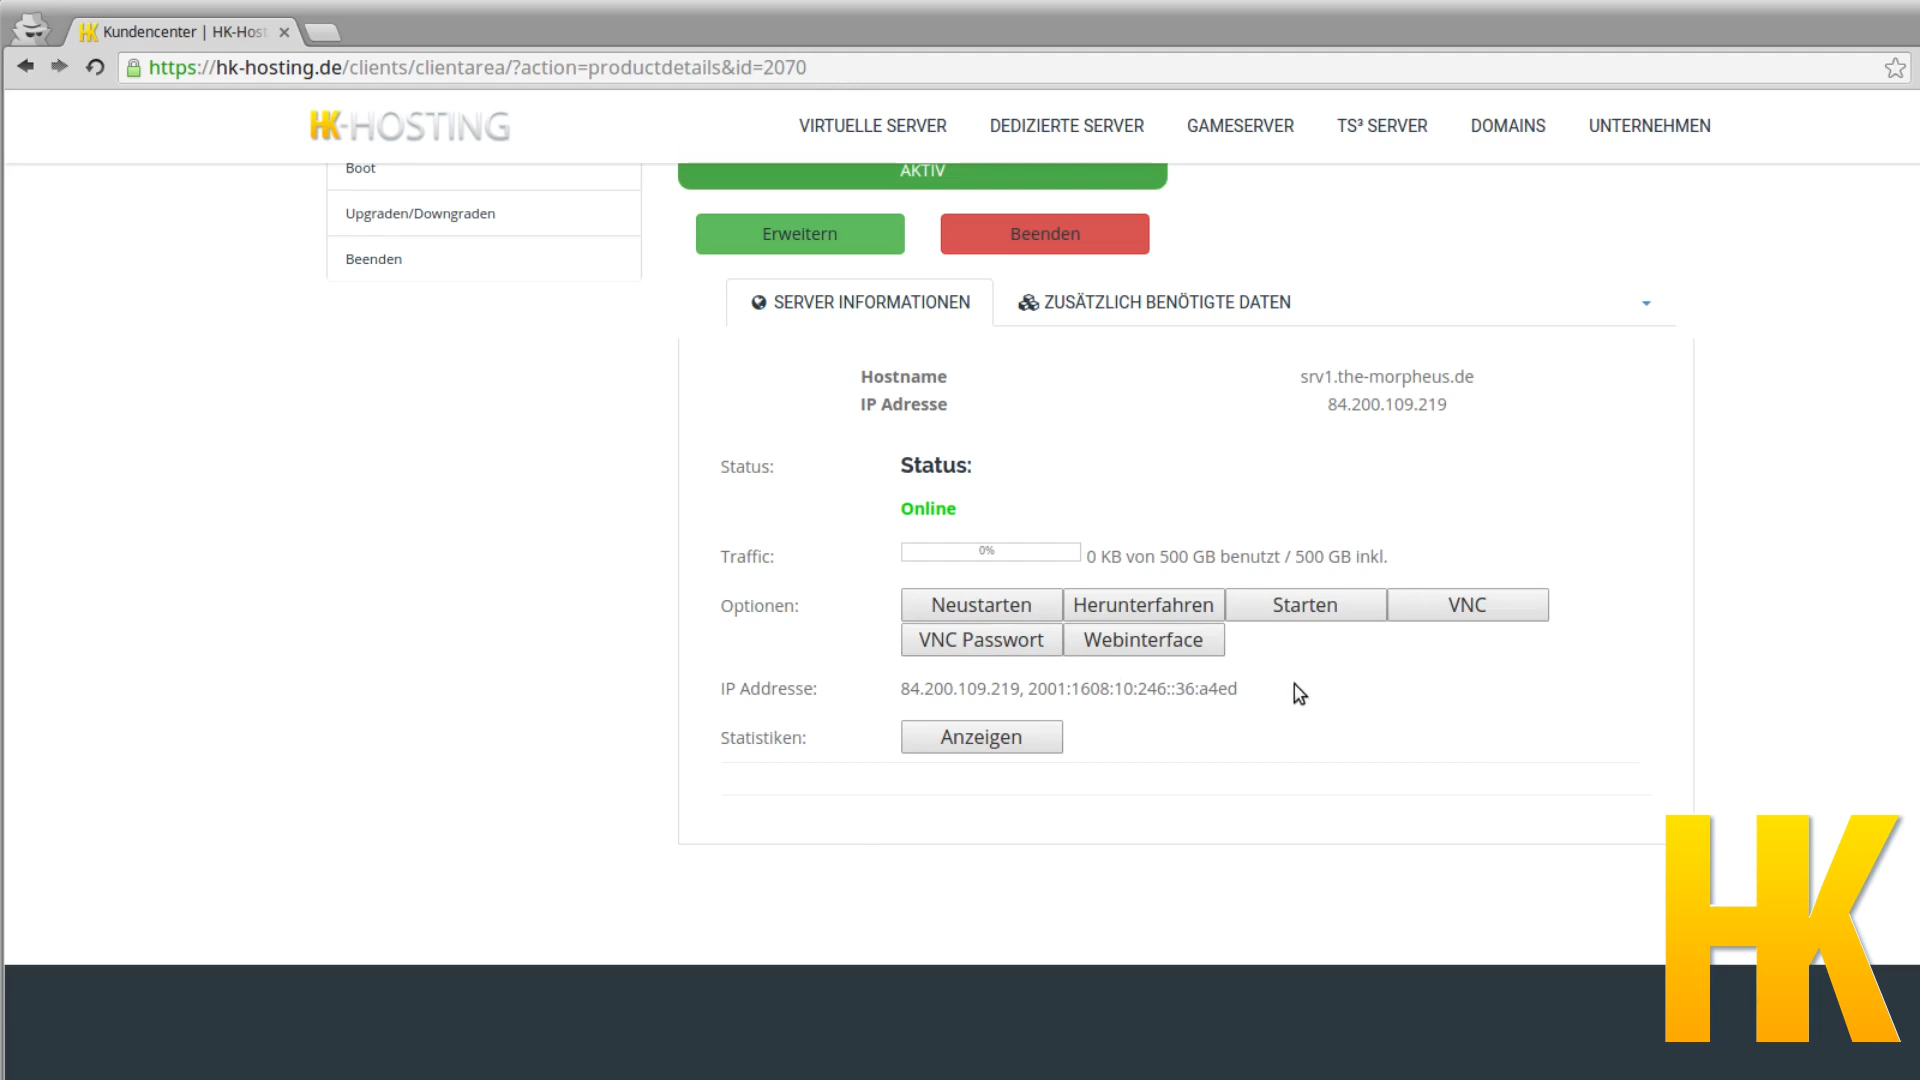 Kundencenter | HK-Host
https://hk-hosting.de/clients/clientarea/?action=productdetails&id=2070
HK-HOSTING
VIRTUELLE SERVER DEDIZIERTE SERVER GAMESERVER TS³ SERVER DOMAINS UNTERNEHMEN
Boot
AKTIV
Upgraden/Downgraden
Erweitern Beenden
Beenden
SERVER INFORMATIONEN ZUSÄTZLICH BENÖTIGTE DATEN
Hostname srv1.the-morpheus.de
IP Adresse 84.200.109.219
Status: Status:
Online
Traffic: 0% 0 KB von 500 GB benutzt / 500 GB inkl.
Optionen: Neustarten Herunterfahren Starten VNC
VNC Passwort Webinterface
IP Addresse: 84.200.109.219, 2001:1608:10:246::36:a4ed
Statistiken: Anzeigen
HK